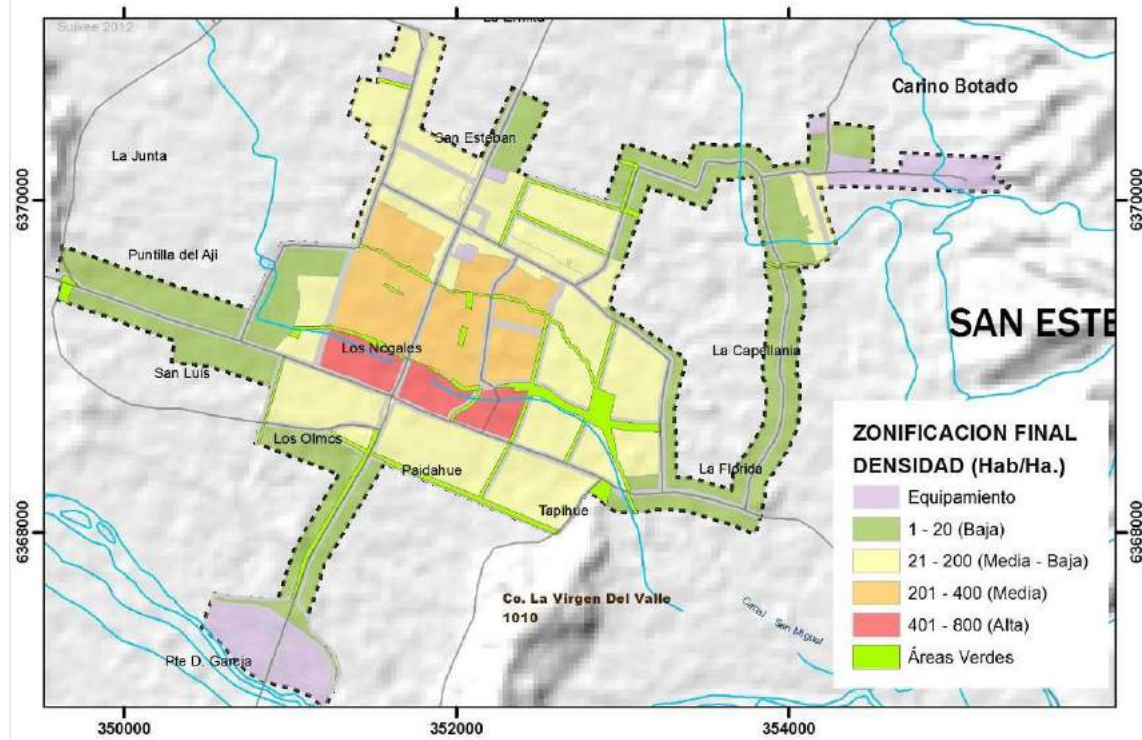 Suixee 2012
La Ermita
Carino Botado
San Esteban
La Junta
6370000
6370000
Puntilla del Aji
SAN ESTE
Los Nogales
La Capellania
San Luis
Los Olmos
Paidahue
La Florida
Tapihue
6368000
6368000
Co. La Virgen Del Valle
1010
Canal San Miguel
Pte D. Garcia
ZONIFICACION FINAL
DENSIDAD (Hab/Ha.)
Equipamiento
1 - 20 (Baja)
21 - 200 (Media - Baja)
201 - 400 (Media)
401 - 800 (Alta)
Áreas Verdes
350000
352000
354000